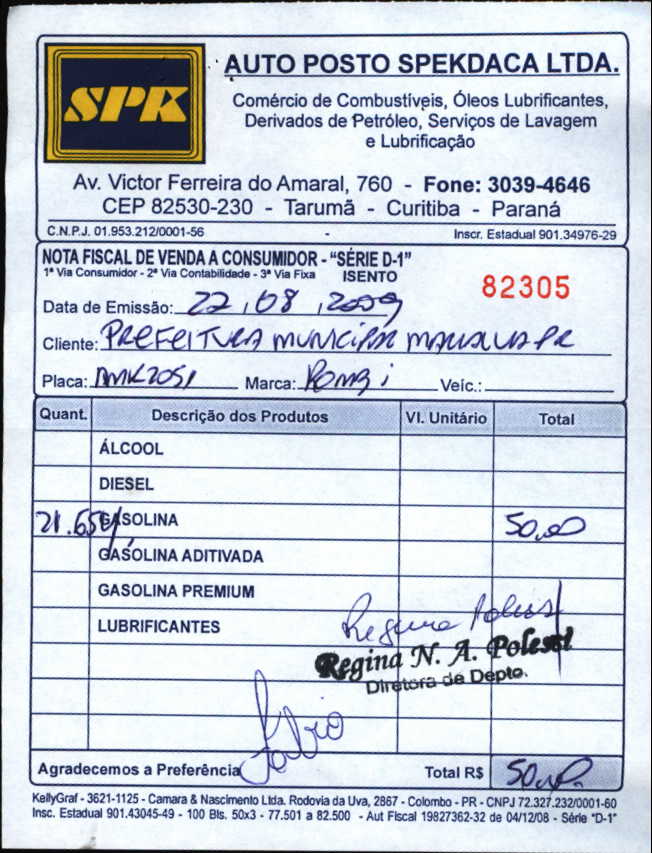 SPK
AUTO POSTO SPEKDACA LTDA.
Comércio de Combustíveis, Óleos Lubrificantes,
Derivados de Petróleo, Serviços de Lavagem
e Lubrificação
Av. Victor Ferreira do Amaral, 760 - Fone: 3039-4646
CEP 82530-230 - Tarumã - Curitiba - Paraná
C.N.P.J. 01.953.212/0001-56 - Inscr. Estadual 901.34976-29
NOTA FISCAL DE VENDA A CONSUMIDOR - "SÉRIE D-1"
1ª Via Consumidor - 2ª Via Contabilidade - 3ª Via Fixa ISENTO
82305
Data de Emissão: 22,08,2009
Cliente: PREFEITURA MUNICIPAL
Placa: Marca: Veíc.:
Quant. Descrição dos Produtos Vl. Unitário Total
ÁLCOOL
DIESEL
21.654 GASOLINA 50,00
GASOLINA ADITIVADA
GASOLINA PREMIUM
LUBRIFICANTES
Regina
Regina N. A. Polessi
Diretora de Depto.
Fabio
Agradecemos a Preferência Total R$ 50,00
KellyGraf - 3621-1125 - Camara & Nascimento Ltda. Rodovia da Uva, 2867 - Colombo - PR - CNPJ 72.327.232/0001-60
Insc. Estadual 901.43045-49 - 100 Bls. 50x3 - 77.501 a 82.500 - Aut Fiscal 19827362-32 de 04/12/08 - Série "D-1"